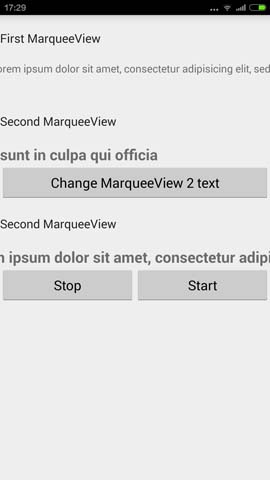 17:29
First MarqueeView
orem ipsum dolor sit amet, consectetur adipisicing elit, sed
Second MarqueeView
sunt in culpa qui officia
Change MarqueeView 2 text
Second MarqueeView
ipsum dolor sit amet, consectetur adipi
Stop Start